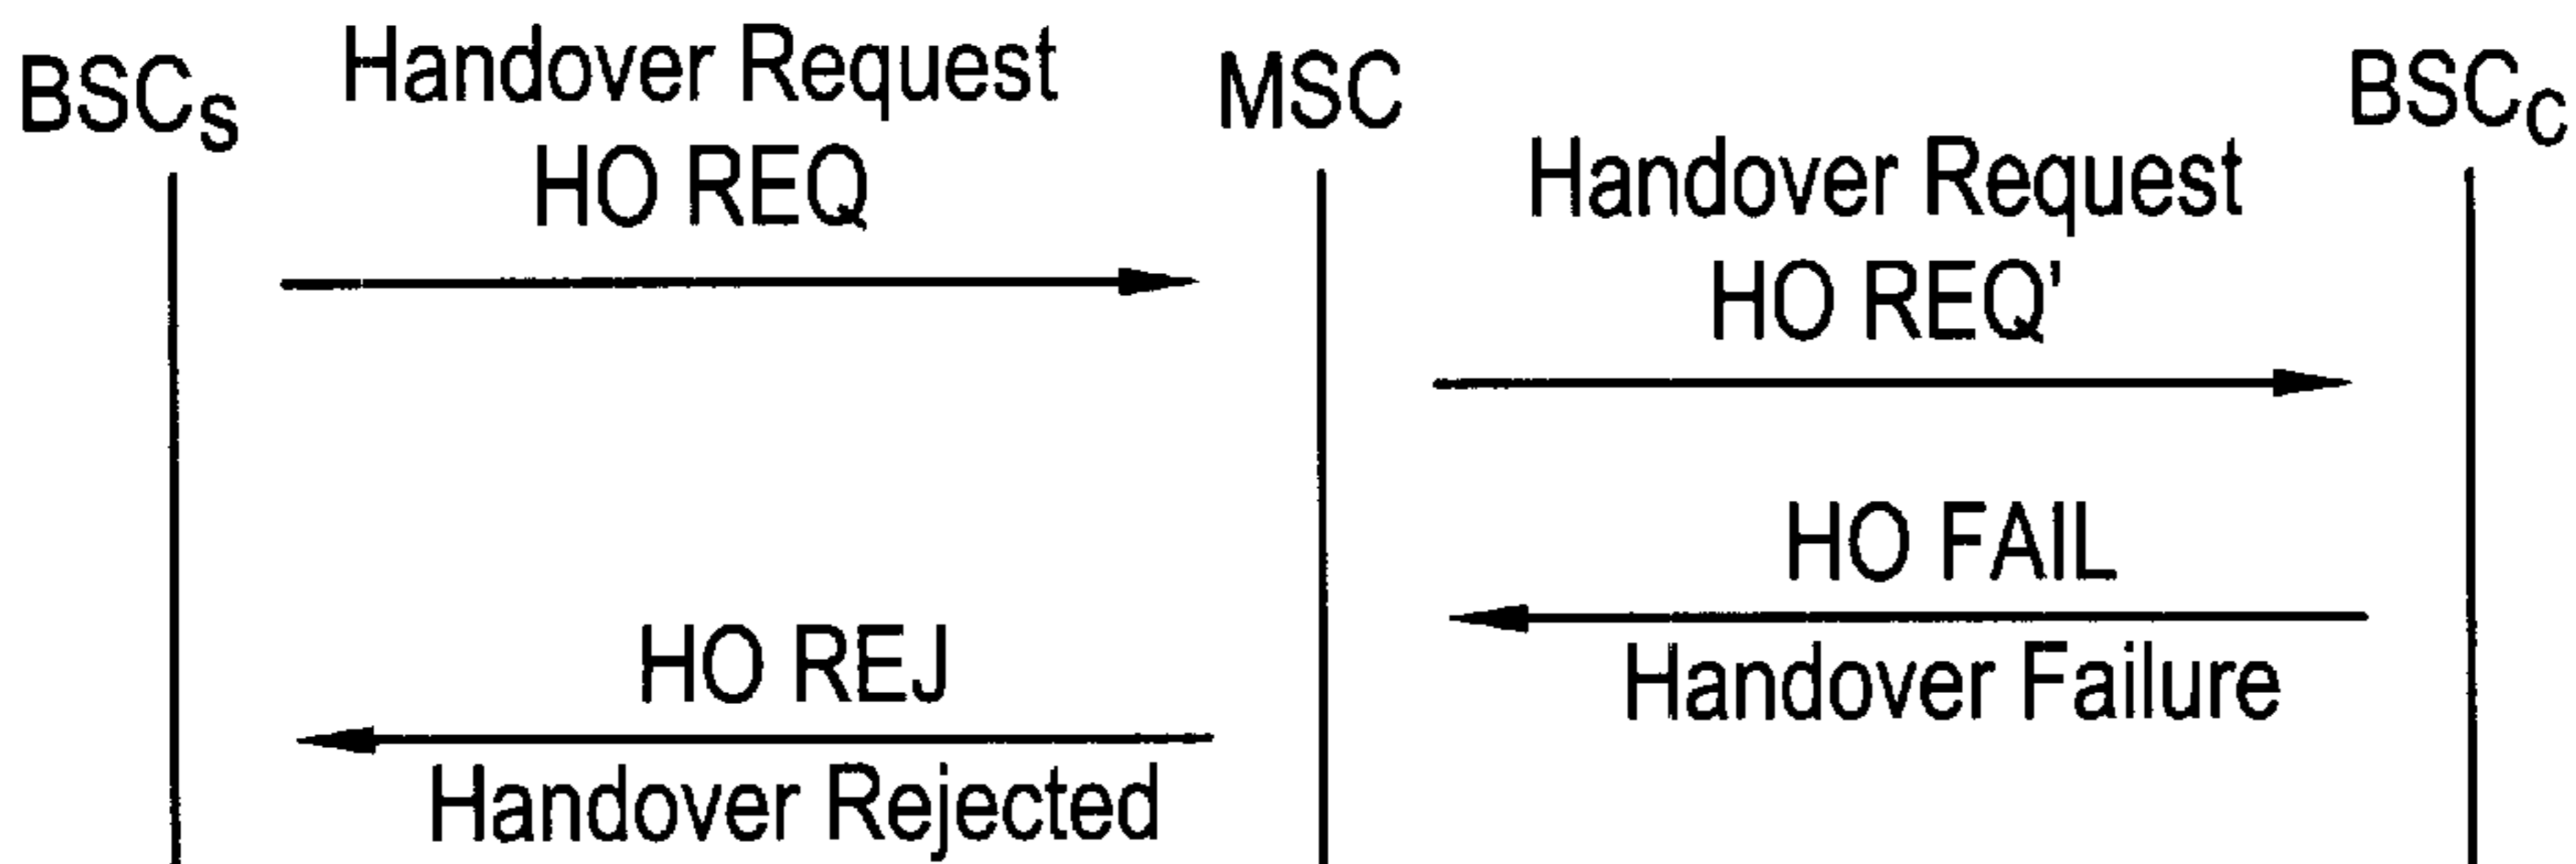 BSCs
Handover Request
HO REQ
MSC
Handover Request
HO REQ'
BSCc
HO FAIL
Handover Failure
HO REJ
Handover Rejected